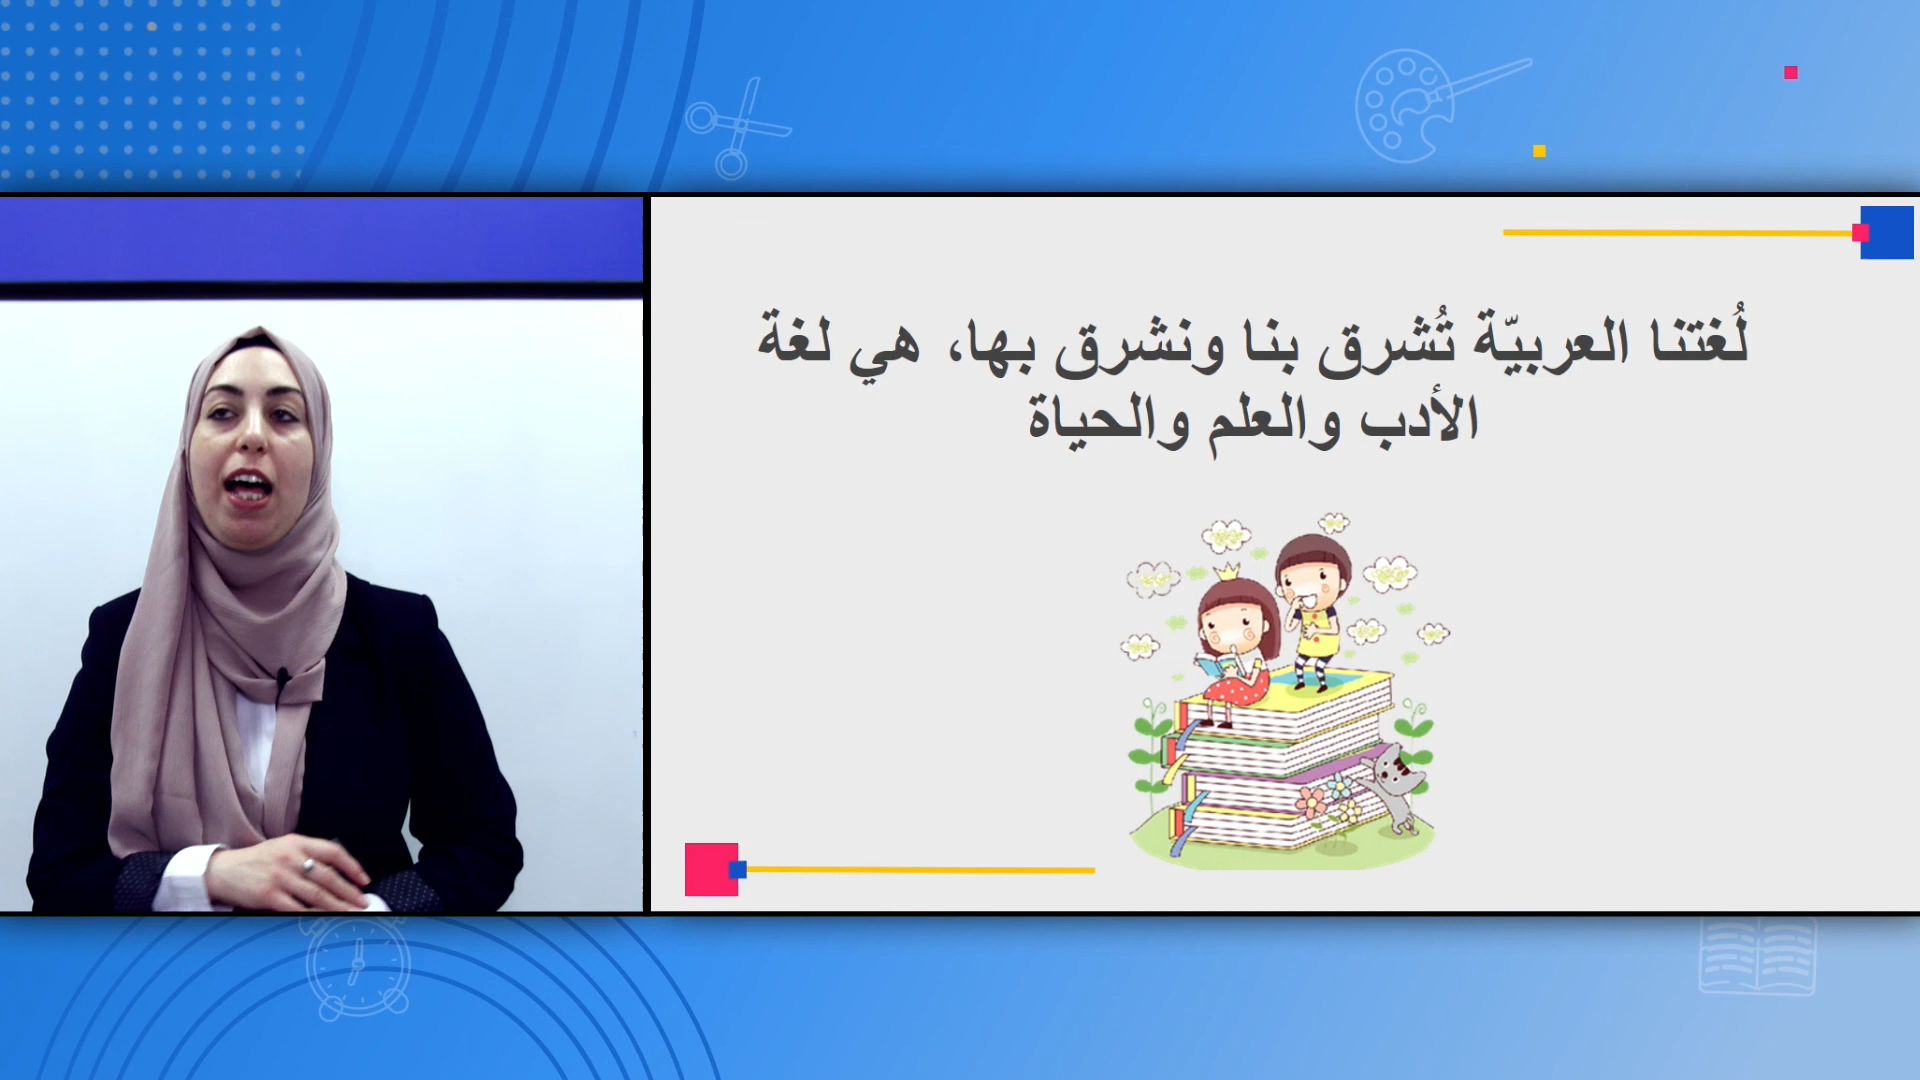 لُغتنا العربيّة تُشرق بنا ونشرق بها، هي لغة
الأدب والعلم والحياة